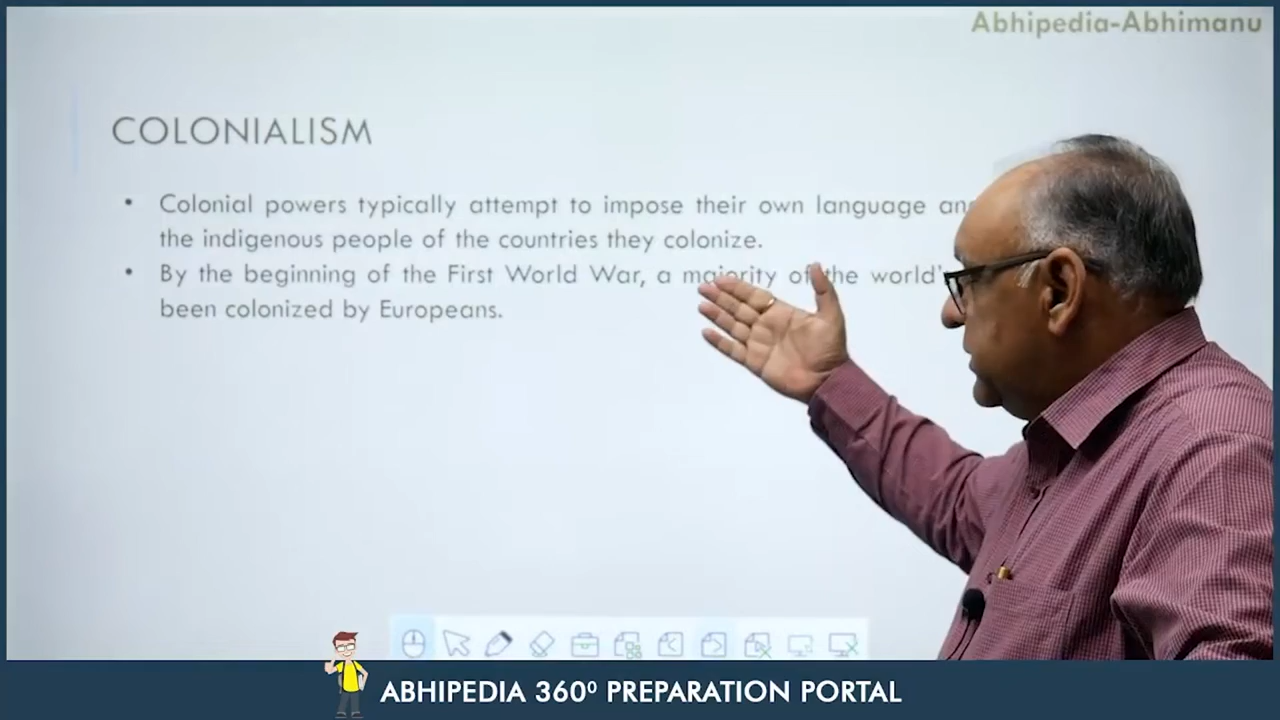 Abhipedia-Abhimanu
COLONIALISM
• Colonial powers typically attempt to impose their own language
the indigenous people of the countries they colonize.
• By the beginning of the First World War, a majority of the world'
been colonized by Europeans.
ABHIPEDIA 360⁰ PREPARATION PORTAL